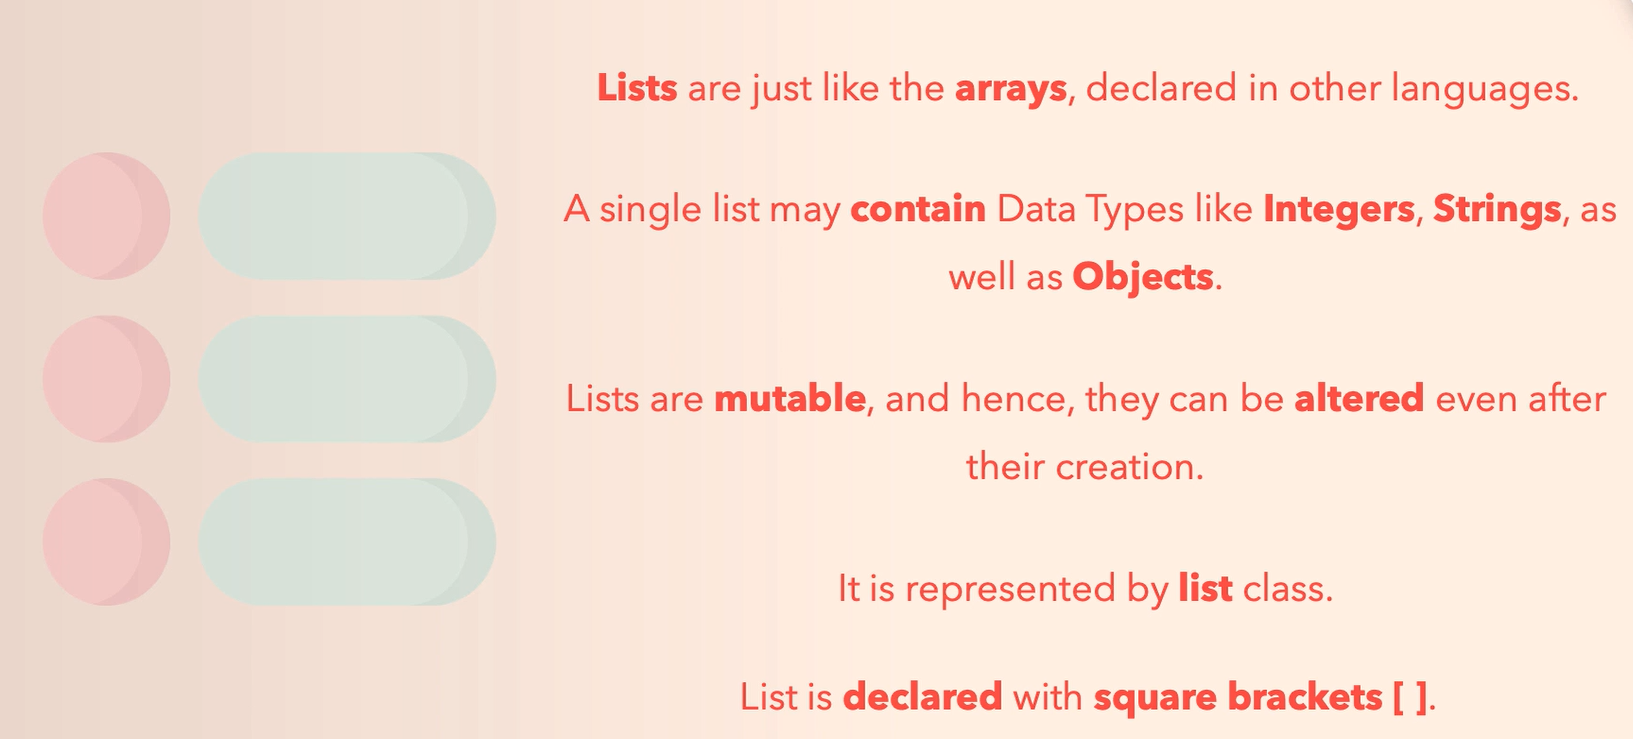 Lists are just like the arrays, declared in other languages.
A single list may contain Data Types like Integers, Strings, as
well as Objects.
Lists are mutable, and hence, they can be altered even after
their creation.
It is represented by list class.
List is declared with square brackets [ ].